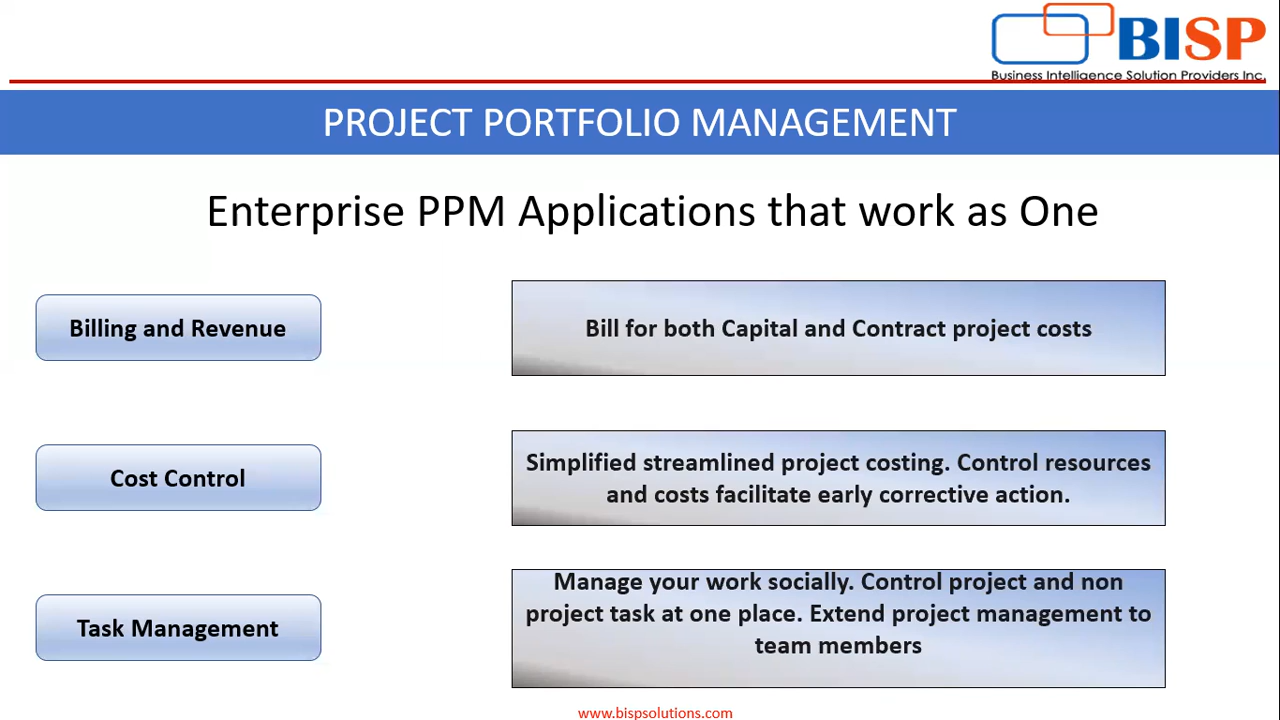 BISP
Business Intelligence Solution Providers Inc.
PROJECT PORTFOLIO MANAGEMENT
Enterprise PPM Applications that work as One
Billing and Revenue
Bill for both Capital and Contract project costs
Cost Control
Simplified streamlined project costing. Control resources
and costs facilitate early corrective action.
Task Management
Manage your work socially. Control project and non
project task at one place. Extend project management to
team members
www.bispsolutions.com